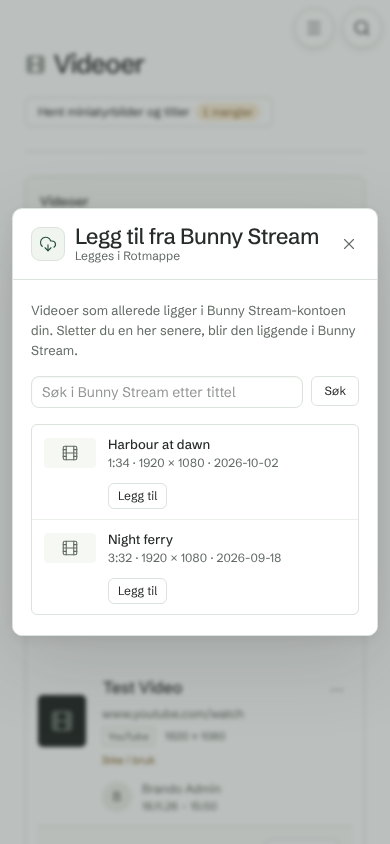 Videoer
Hent miniatyrbilder og titler
Videoer
Legg til fra Bunny Stream
Legges i Rotmappe
Videoer som allerede ligger i Bunny Stream-kontoen
din. Sletter du en her senere, blir den liggende i Bunny
Stream.
Søk i Bunny Stream etter tittel
Søk
Harbour at dawn
1:34 · 1920 × 1080 · 2026-10-02
Legg til
Night ferry
3:32 · 1920 × 1080 · 2026-09-18
Legg til
Test Video
www.youtube.com/watch
YouTube 1920 × 1080
Ikke i bruk
Brando Admin